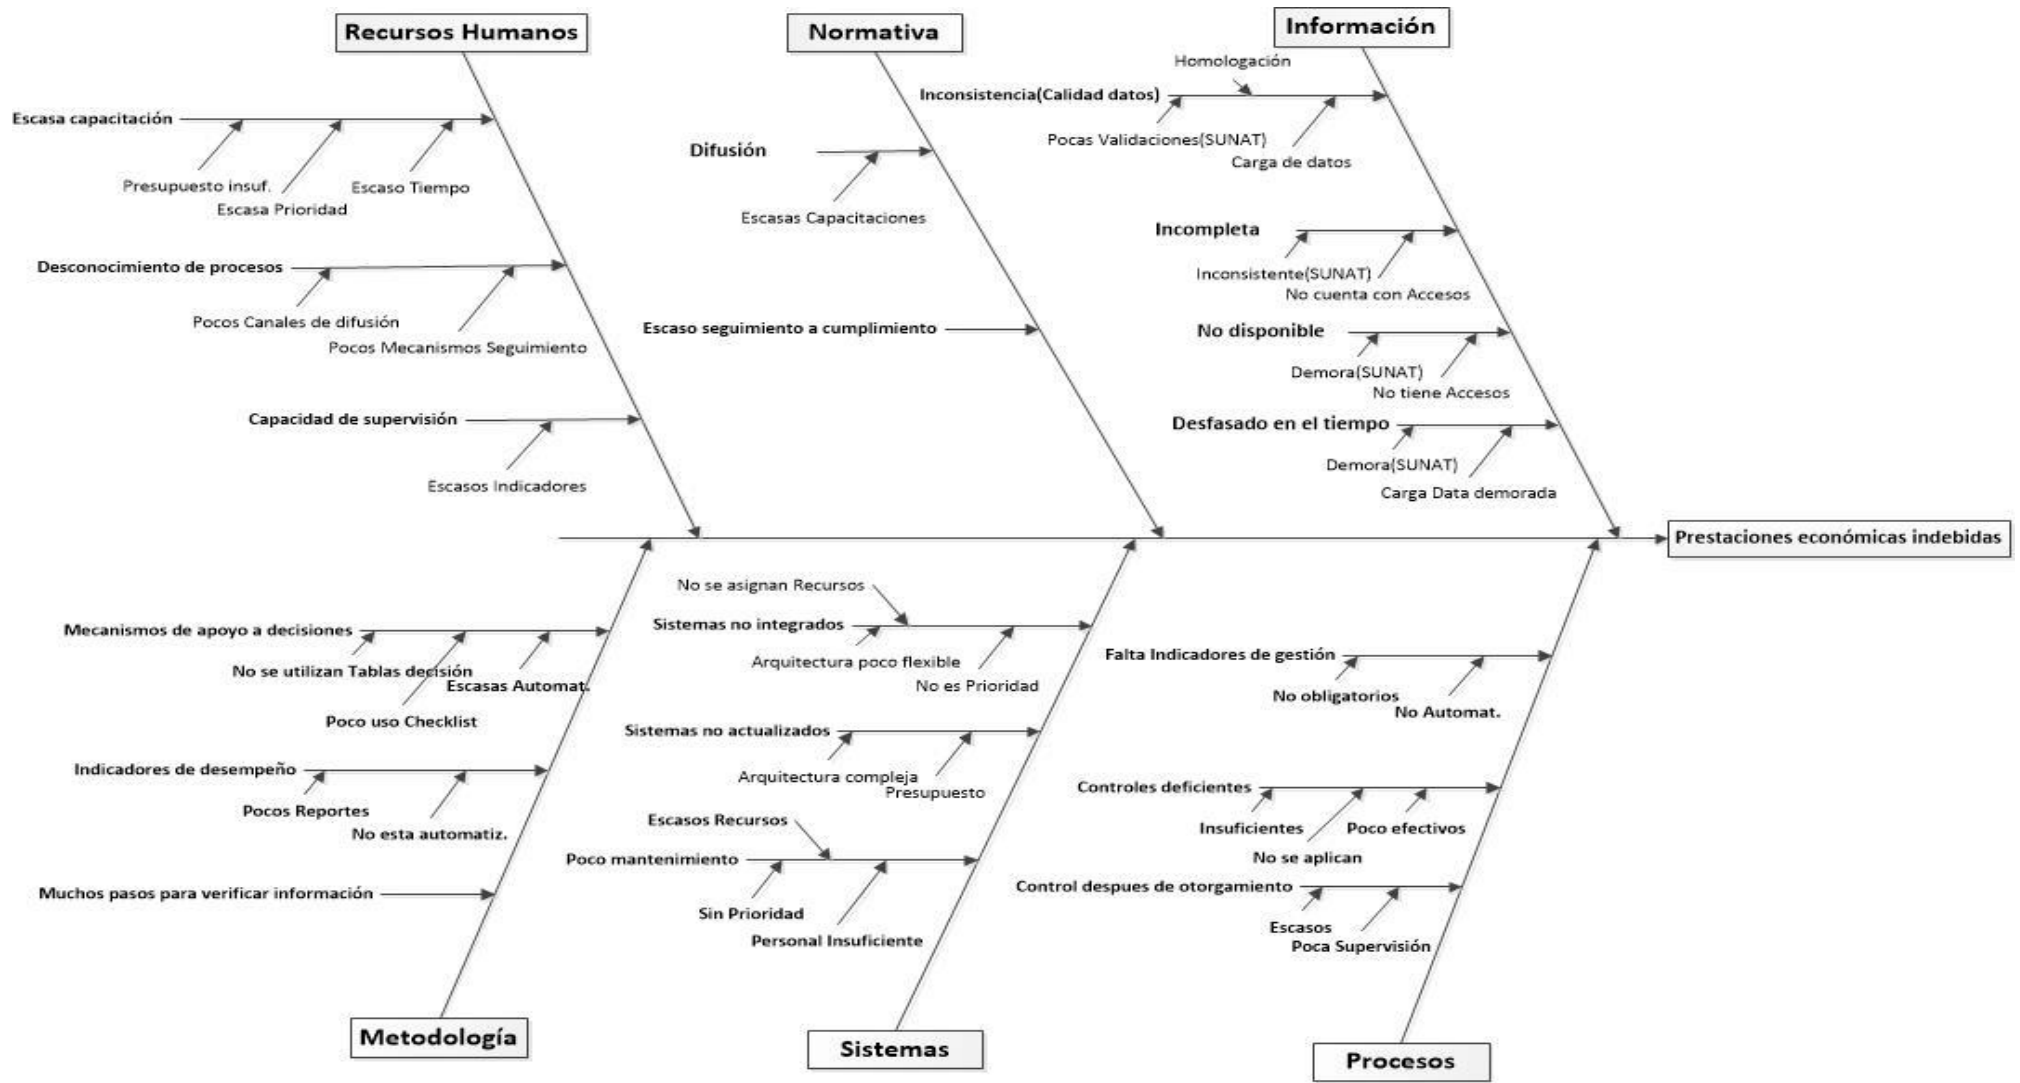 Recursos Humanos
Escasa capacitación
Presupuesto insuf.
Escasa Prioridad
Escaso Tiempo
Desconocimiento de procesos
Pocos Canales de difusión
Pocos Mecanismos Seguimiento
Capacidad de supervisión
Escasos Indicadores
Normativa
Difusión
Escasas Capacitaciones
Escaso seguimiento a cumplimiento
Información
Homologación
Inconsistencia(Calidad datos)
Pocas Validaciones(SUNAT)
Carga de datos
Incompleta
Inconsistente(SUNAT)
No cuenta con Accesos
No disponible
Demora(SUNAT)
No tiene Accesos
Desfasado en el tiempo
Demora(SUNAT)
Carga Data demorada
Prestaciones económicas indebidas
Mecanismos de apoyo a decisiones
No se utilizan Tablas decisión
Escasas Automat.
Poco uso Checklist
Indicadores de desempeño
Pocos Reportes
No esta automatiz.
Muchos pasos para verificar información
Metodología
No se asignan Recursos
Sistemas no integrados
Arquitectura poco flexible
No es Prioridad
Sistemas no actualizados
Arquitectura compleja
Presupuesto
Escasos Recursos
Poco mantenimiento
Sin Prioridad
Personal Insuficiente
Sistemas
Falta Indicadores de gestión
No obligatorios
No Automat.
Controles deficientes
Insuficientes
Poco efectivos
No se aplican
Control despues de otorgamiento
Escasos
Poca Supervisión
Procesos